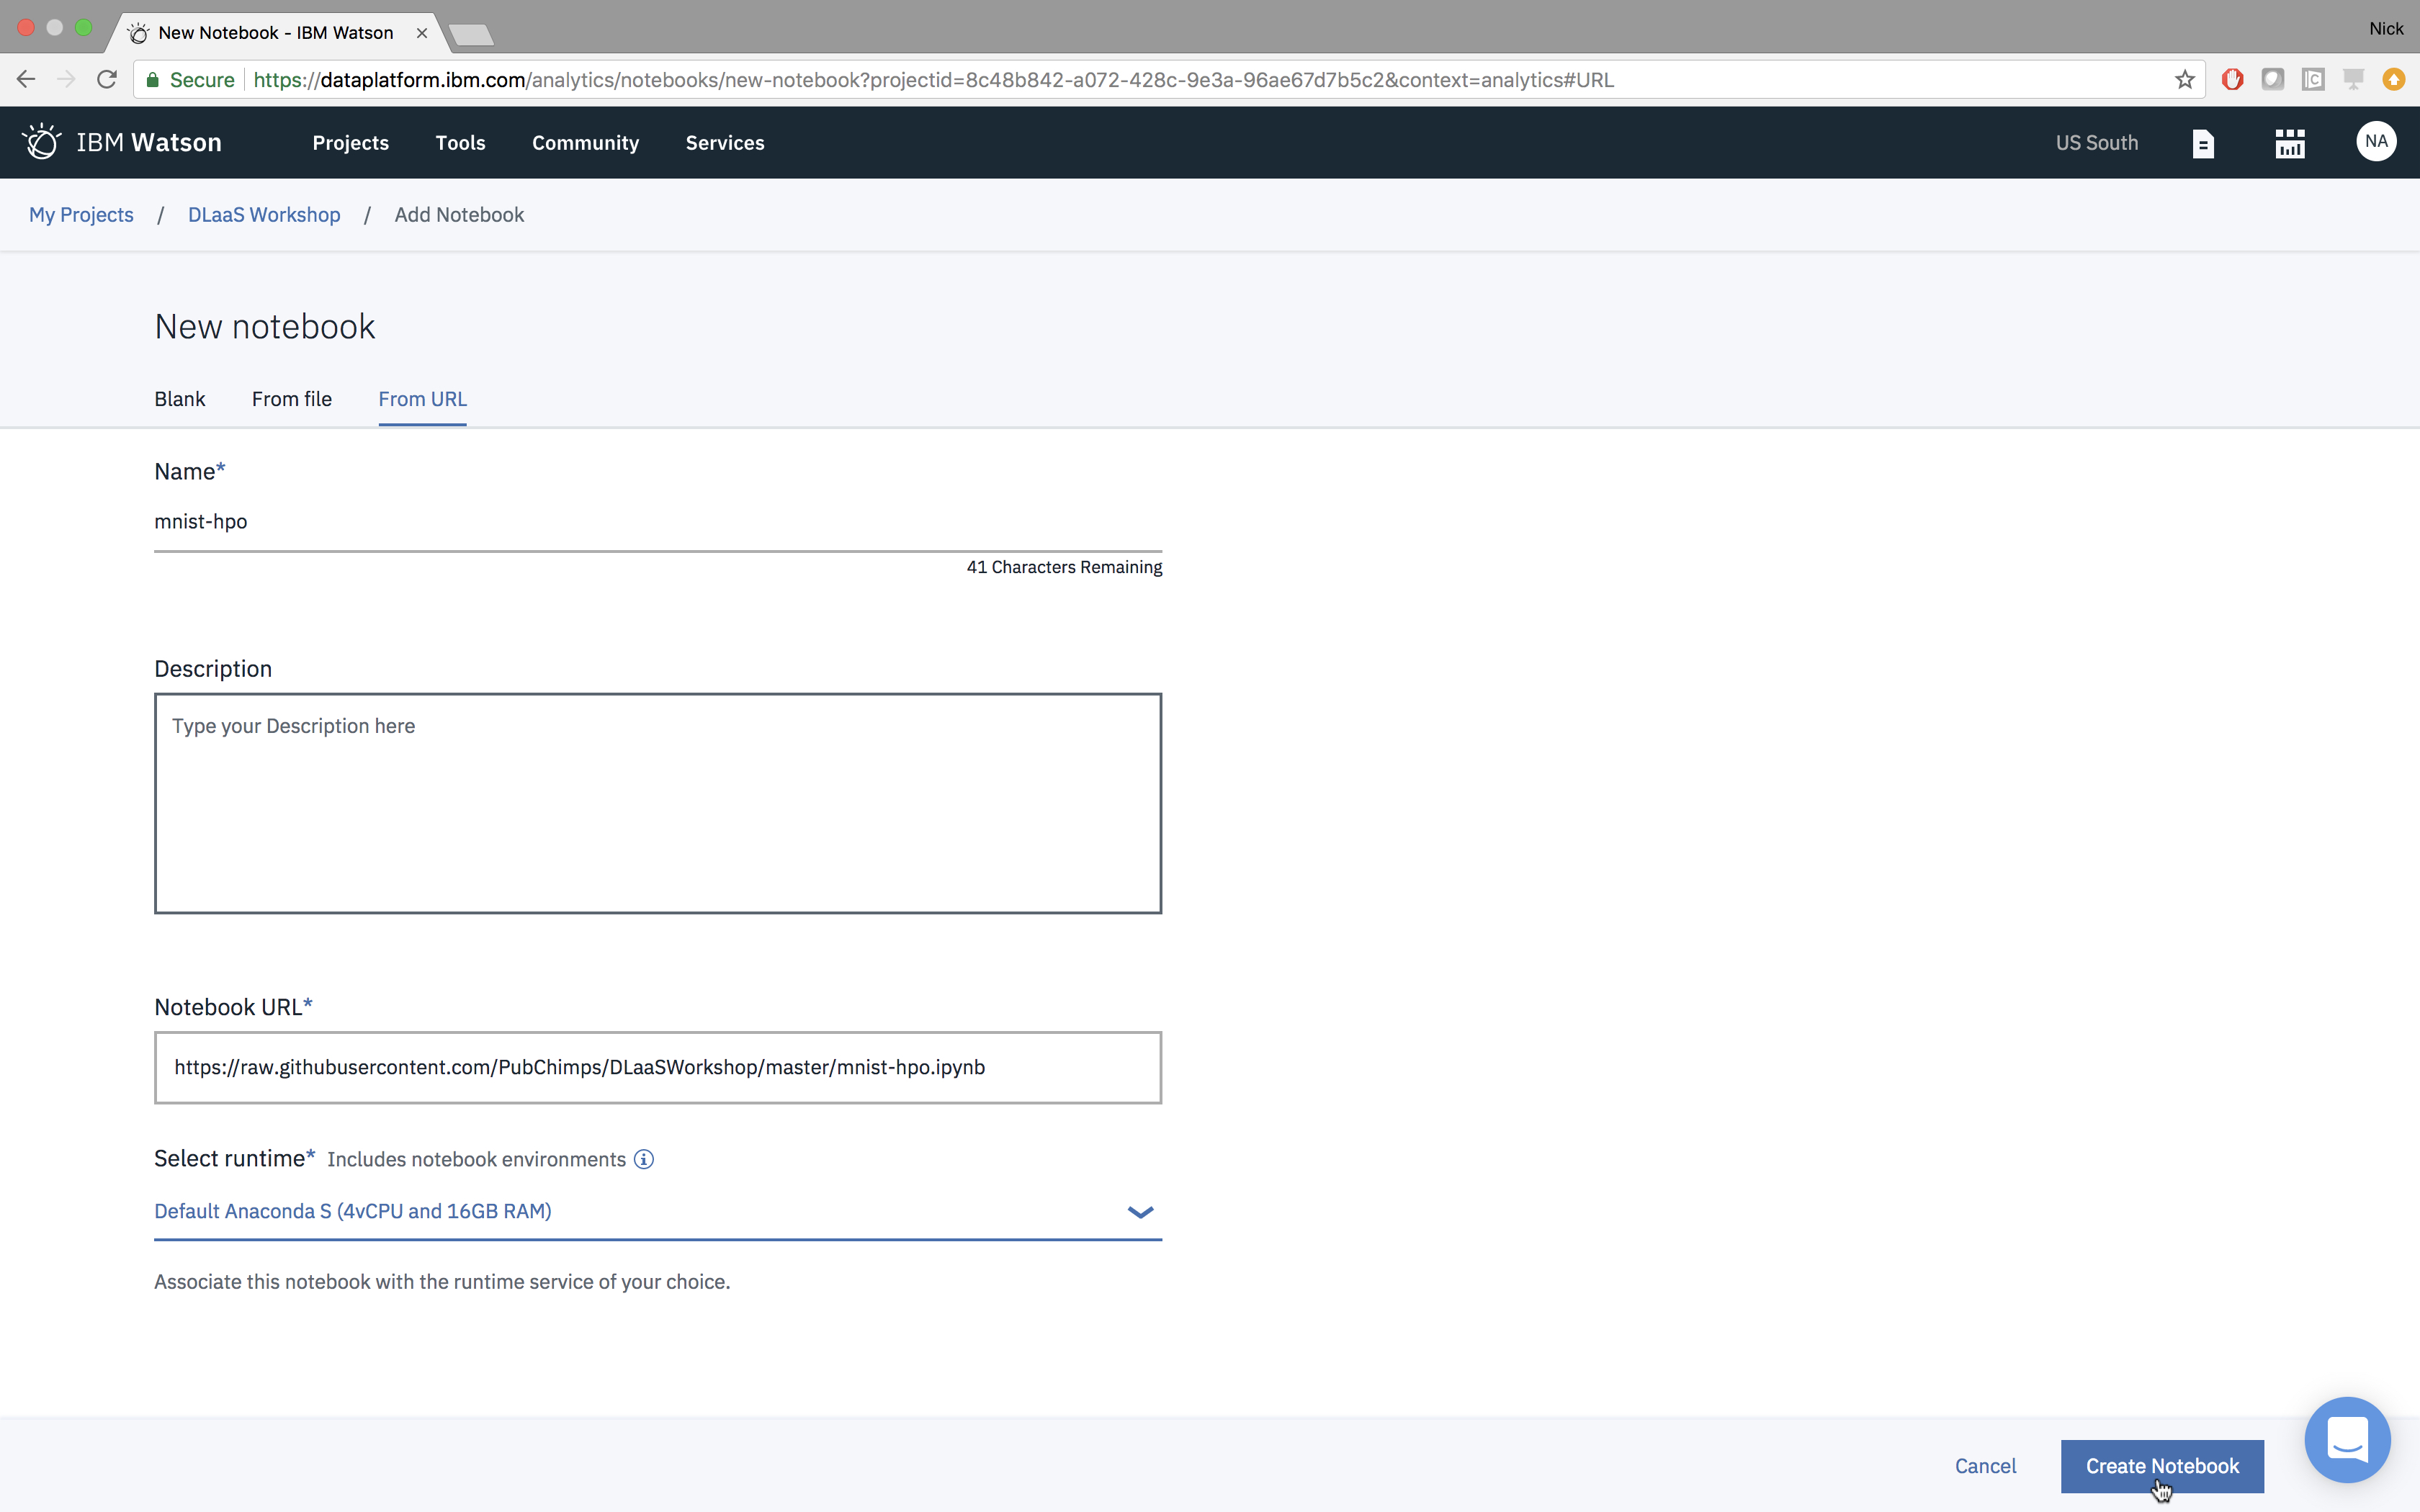 New Notebook - IBM Watson
Nick
Secure https://dataplatform.ibm.com/analytics/notebooks/new-notebook?projectid=8c48b842-a072-428c-9e3a-96ae67d7b5c2&context=analytics#URL
IBM Watson Projects Tools Community Services US South NA
My Projects / DLaaS Workshop / Add Notebook
New notebook
Blank From file From URL
Name*
mnist-hpo
41 Characters Remaining
Description
Type your Description here
Notebook URL*
https://raw.githubusercontent.com/PubChimps/DLaaSWorkshop/master/mnist-hpo.ipynb
Select runtime* Includes notebook environments
Default Anaconda S (4vCPU and 16GB RAM)
Associate this notebook with the runtime service of your choice.
Cancel Create Notebook